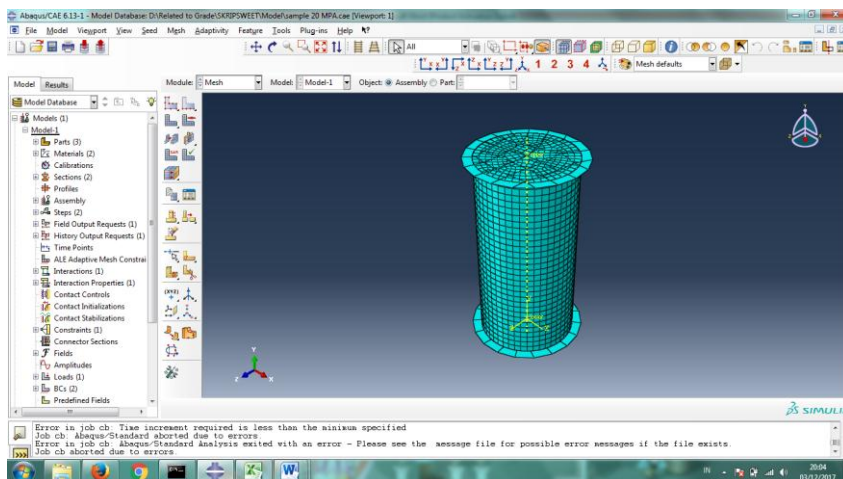 Abaqus/CAE 6.13-1 - Model Database: D:\Related to Grade\SKRIPSWEET\Model\sample 20 MPA.cae [Viewport: 1]
File Model Viewport View Seed Mesh Adaptivity Feature Tools Plug-ins Help
All
1 2 3 4 Mesh defaults
Model Results Module: Mesh Model: Model-1 Object: Assembly Part:
Model Database
Models (1)
Model-1
Parts (3)
Materials (2)
Calibrations
Sections (2)
Profiles
Assembly
Steps (2)
Field Output Requests (1)
History Output Requests (1)
Time Points
ALE Adaptive Mesh Constrai
Interactions (1)
Interaction Properties (1)
Contact Controls
Contact Initializations
Contact Stabilizations
Constraints (1)
Connector Sections
Fields
Amplitudes
Loads (1)
BCs (2)
Predefined Fields
Y
Z X
SIMULI
Error in job cb: Time increment required is less than the minimum specified
Job cb: Abaqus/Standard aborted due to errors.
Error in job cb: Abaqus/Standard Analysis exited with an error - Please see the message file for possible error messages if the file exists.
Job cb aborted due to errors.
IN 20:04
03/12/2017